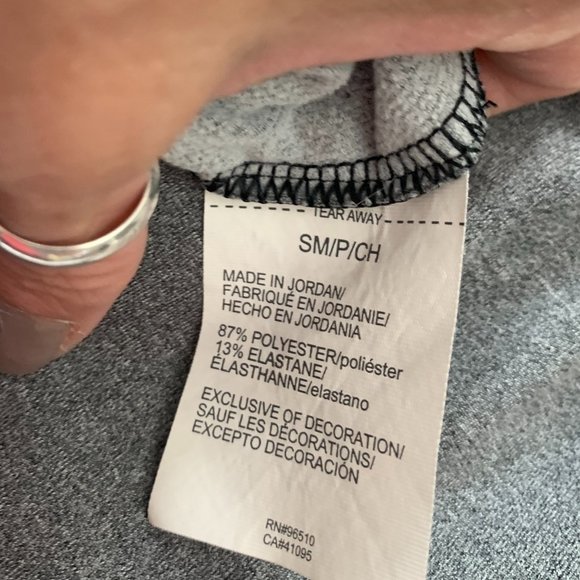 TEAR AWAY
SM/P/CH
MADE IN JORDAN/
FABRIQUÉ EN JORDANIE/
HECHO EN JORDANIA
87% POLYESTER/poliéster
13% ELASTANE/
ÉLASTHANNE/elastano
EXCLUSIVE OF DECORATION/
SAUF LES DÉCORATIONS/
EXCEPTO DECORACIÓN
RN#96510
CA#41095